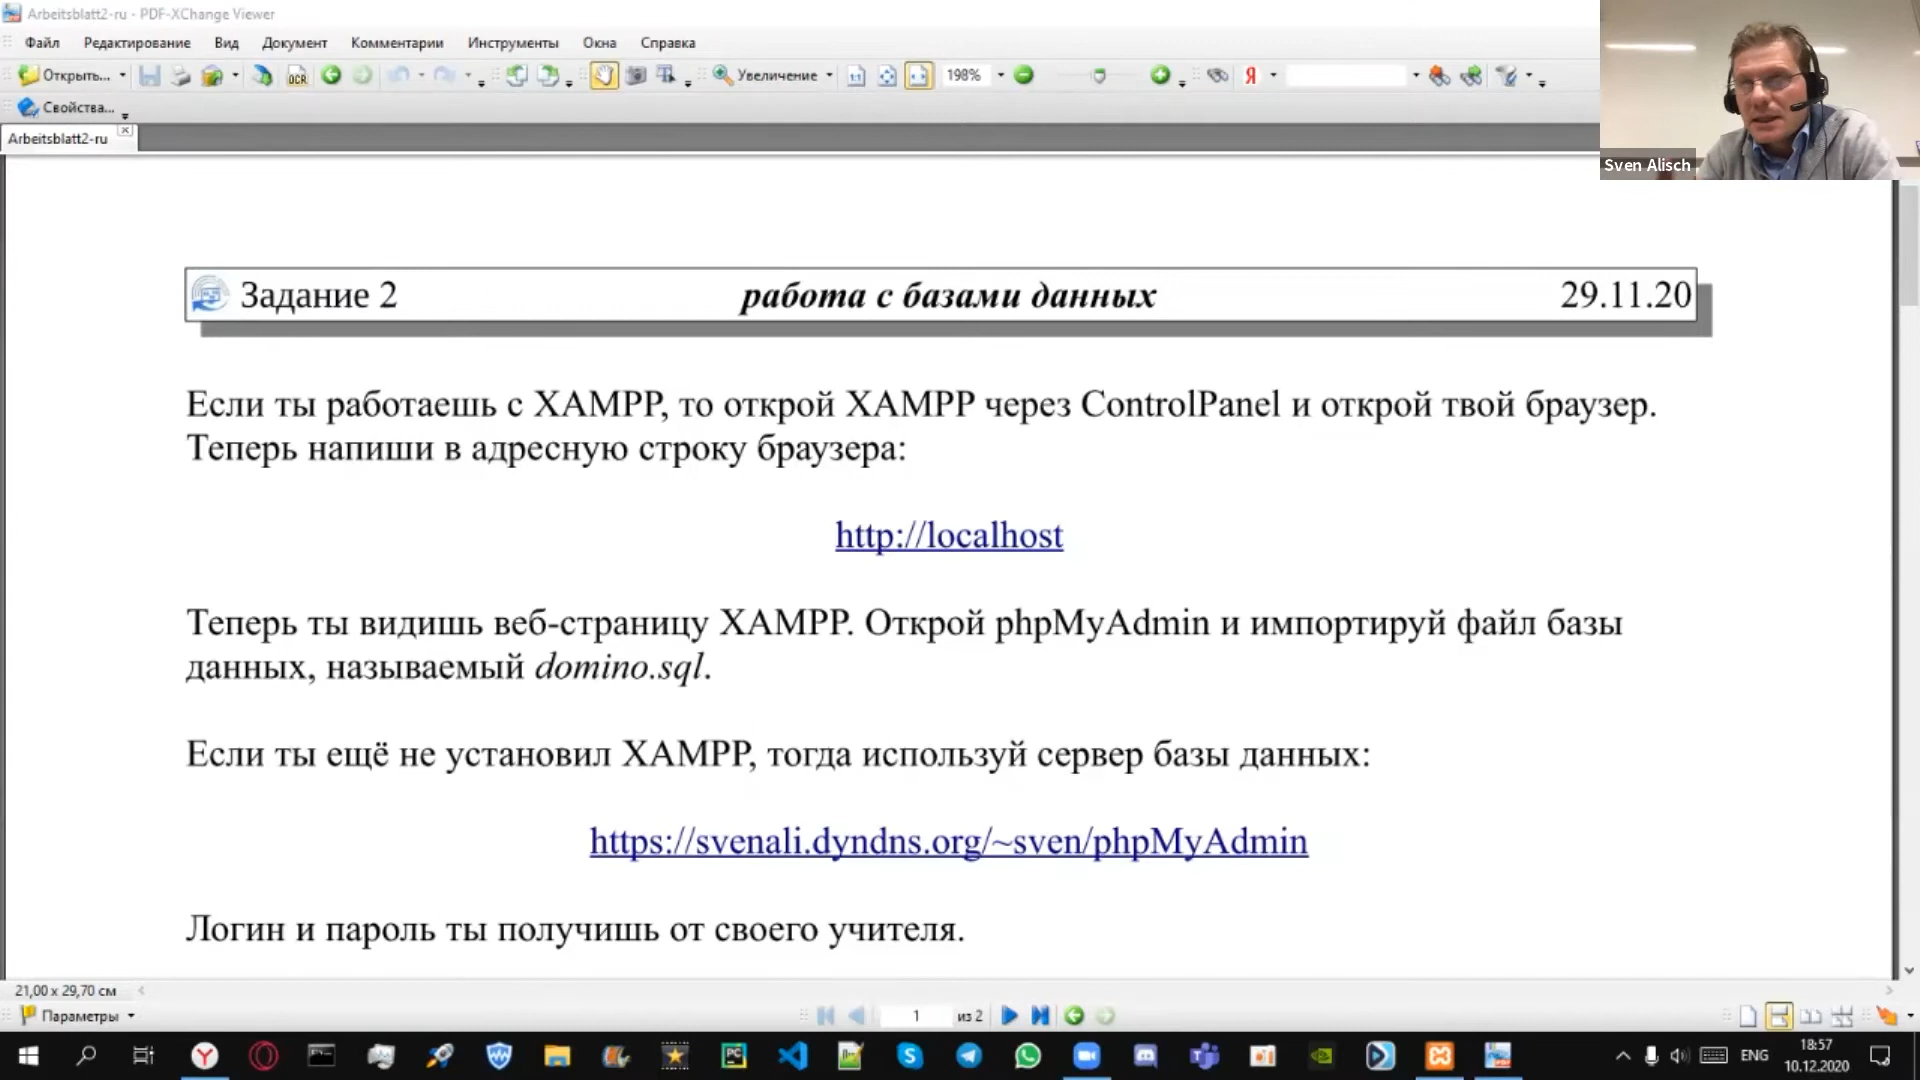 Arbeitsblatt2-ru - PDF-XChange Viewer
Файл Редактирование Вид Документ Комментарии Инструменты Окна Справка
Открыть... OCR Увеличение 198%
Свойства...
Arbeitsblatt2-ru
Sven Alisch
Задание 2 работа с базами данных 29.11.20
Если ты работаешь с XAMPP, то открой XAMPP через ControlPanel и открой твой браузер.
Теперь напиши в адресную строку браузера:
http://localhost
Теперь ты видишь веб-страницу XAMPP. Открой phpMyAdmin и импортируй файл базы
данных, называемый domino.sql.
Если ты ещё не установил XAMPP, тогда используй сервер базы данных:
https://svenali.dyndns.org/~sven/phpMyAdmin
Логин и пароль ты получишь от своего учителя.
21,00 x 29,70 см
Параметры 1 из 2
ENG 18:57
10.12.2020